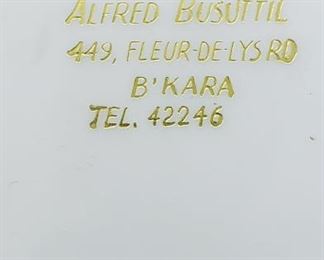 ALFRED BUSUTTIL
449, FLEUR-DE-LYS RD
B'KARA
TEL. 42246